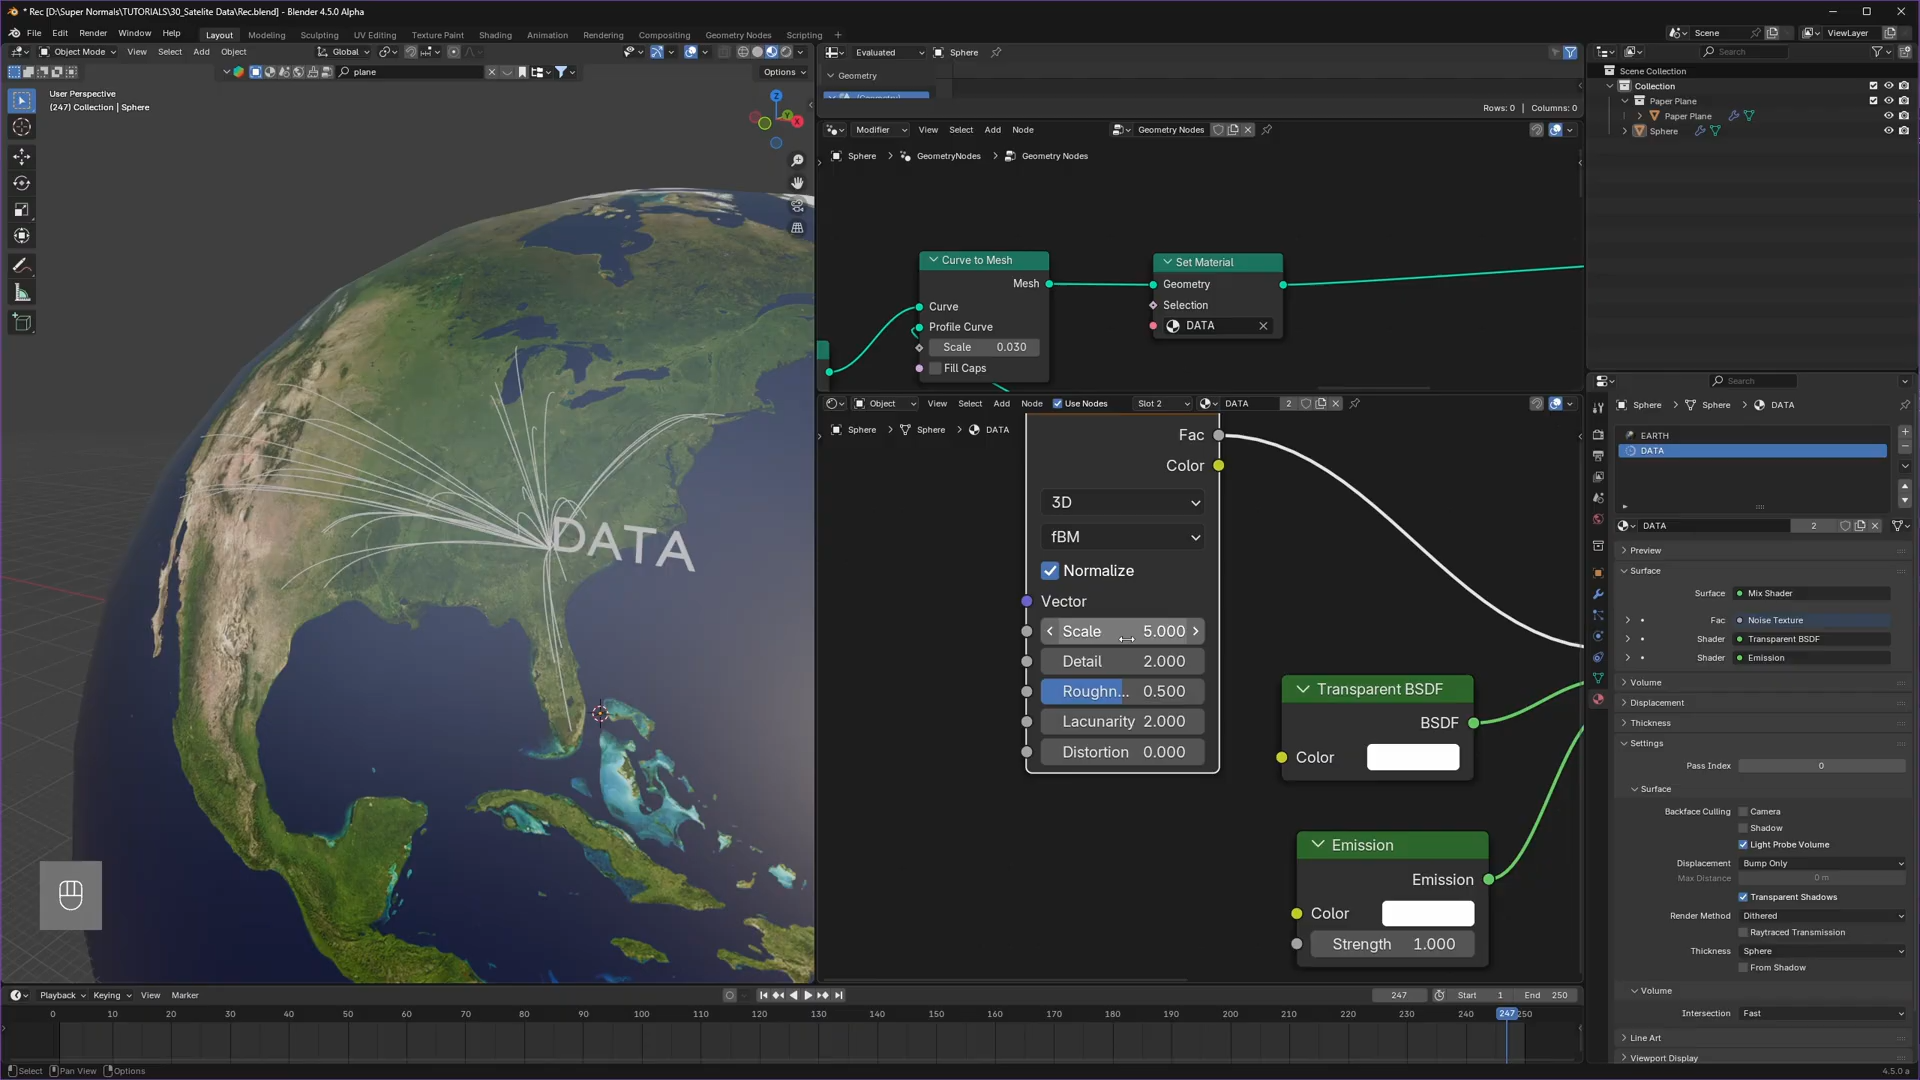 * Rec [D:\Super Normals\TUTORIALS\30_Satelite Data\Rec.blend] - Blender 4.5.0 Alpha
File Edit Render Window Help Layout Modeling Sculpting UV Editing Texture Paint Shading Animation Rendering Compositing Geometry Nodes Scripting + Scene ViewLayer
Object Mode View Select Add Object Global
plane Options
User Perspective
(247) Collection | Sphere
Z
Y
X
DATA
Evaluated Sphere
Geometry
Rows: 0 | Columns: 0
Modifier View Select Add Node Geometry Nodes
Sphere > GeometryNodes > Geometry Nodes
Curve to Mesh
Mesh
Curve
Profile Curve
Scale 0.030
Fill Caps
Set Material
Geometry
Selection
DATA
Object View Select Add Node Use Nodes Slot 2 DATA 2
Sphere > Sphere > DATA
Fac
Color
3D
fBM
Normalize
Vector
Scale 5.000
Detail 2.000
Roughn... 0.500
Lacunarity 2.000
Distortion 0.000
Transparent BSDF
BSDF
Color
Emission
Emission
Color
Strength 1.000
Search
Scene Collection
Collection
Paper Plane
Paper Plane
Sphere
Search
Sphere > Sphere > DATA
EARTH
DATA
DATA 2
Preview
Surface
Surface Mix Shader
Fac Noise Texture
Shader Transparent BSDF
Shader Emission
Volume
Displacement
Thickness
Settings
Pass Index 0
Surface
Backface Culling Camera
Shadow
Light Probe Volume
Displacement Bump Only
Max Distance 0 m
Transparent Shadows
Render Method Dithered
Raytraced Transmission
Thickness Sphere
From Shadow
Volume
Intersection Fast
Line Art
Viewport Display
Playback Keying View Marker 247 Start 1 End 250
0 10 20 30 40 50 60 70 80 90 100 110 120 130 140 150 160 170 180 190 200 210 220 230 240 247 250
Select Pan View Options 4.5.0 a